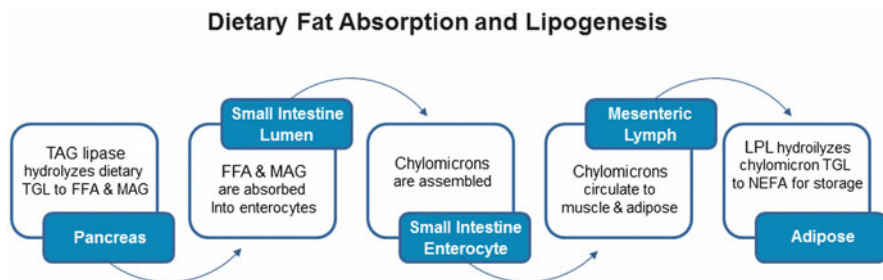 Dietary Fat Absorption and Lipogenesis
TAG lipase
hydrolyzes dietary
TGL to FFA & MAG
Pancreas
Small Intestine
Lumen
FFA & MAG
are absorbed
Into enterocytes
Chylomicrons
are assembled
Small Intestine
Enterocyte
Mesenteric
Lymph
Chylomicrons
circulate to
muscle & adipose
LPL hydroilyzes
chylomicron TGL
to NEFA for storage
Adipose